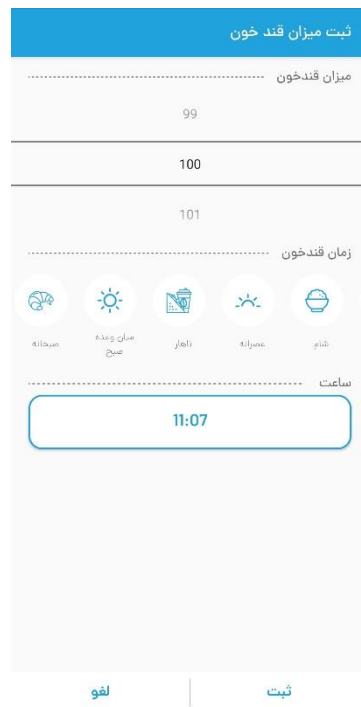 ثبت میزان قند خون
میزان قندخون
99
100
101
زمان قندخون
شام
عصرانه
ناهار
میان وعده
صبح
صبحانه
ساعت
11:07
ثبت
لغو